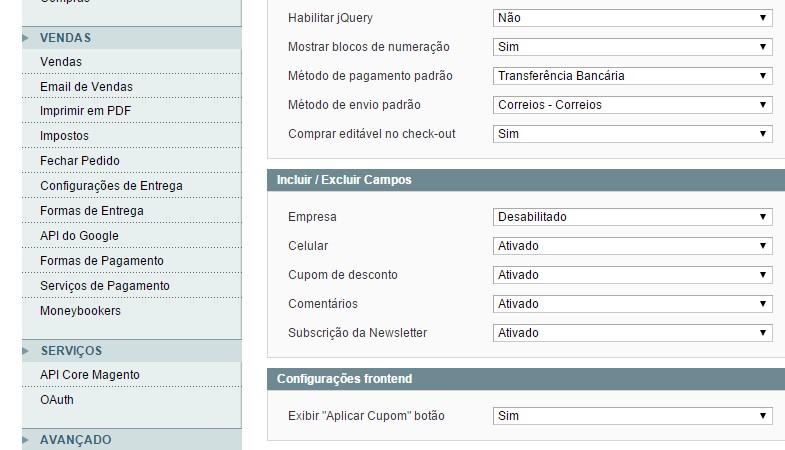 Compras
VENDAS
Vendas
Email de Vendas
Imprimir em PDF
Impostos
Fechar Pedido
Configurações de Entrega
Formas de Entrega
API do Google
Formas de Pagamento
Serviços de Pagamento
Moneybookers
SERVIÇOS
API Core Magento
OAuth
AVANÇADO
Habilitar jQuery Não
Mostrar blocos de numeração Sim
Método de pagamento padrão Transferência Bancária
Método de envio padrão Correios - Correios
Comprar editável no check-out Sim
Incluir / Excluir Campos
Empresa Desabilitado
Celular Ativado
Cupom de desconto Ativado
Comentários Ativado
Subscrição da Newsletter Ativado
Configurações frontend
Exibir "Aplicar Cupom" botão Sim